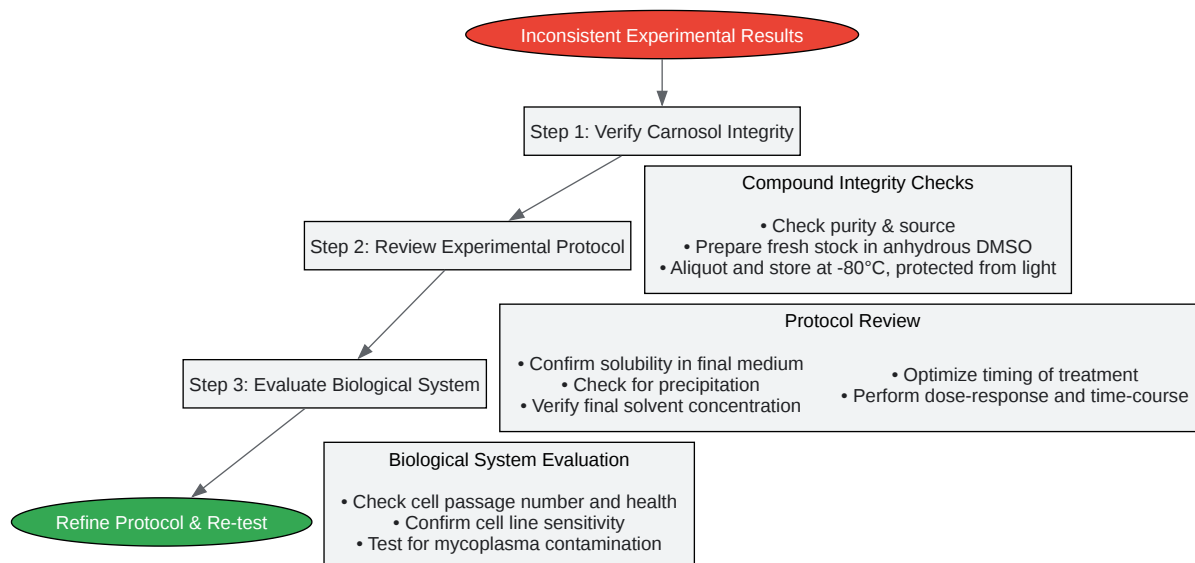 Inconsistent Experimental Results
Step 1: Verify Carnosol Integrity
Compound Integrity Checks
• Check purity & source
• Prepare fresh stock in anhydrous DMSO
• Aliquot and store at -80°C, protected from light
Step 2: Review Experimental Protocol
Protocol Review
• Confirm solubility in final medium
• Check for precipitation
• Verify final solvent concentration
• Optimize timing of treatment
• Perform dose-response and time-course
Step 3: Evaluate Biological System
Biological System Evaluation
• Check cell passage number and health
• Confirm cell line sensitivity
• Test for mycoplasma contamination
Refine Protocol & Re-test